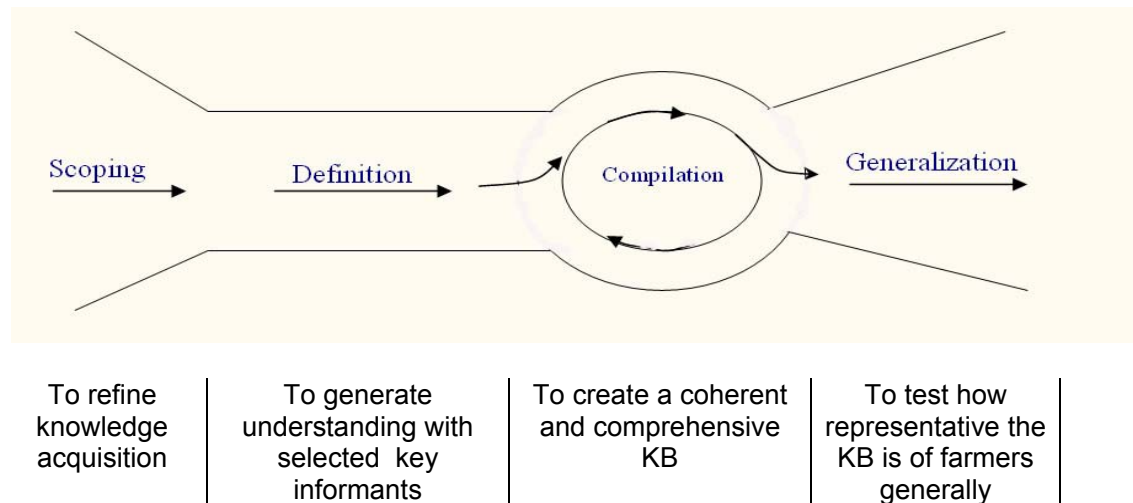 Scoping
Definition
Compilation
Generalization
To refine
knowledge
acquisition
To generate
understanding with
selected key
informants
To create a coherent
and comprehensive
KB
To test how
representative the
KB is of farmers
generally